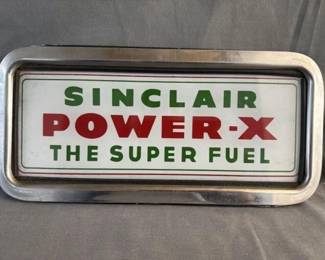 SINCLAIR
POWER-X
THE SUPER FUEL